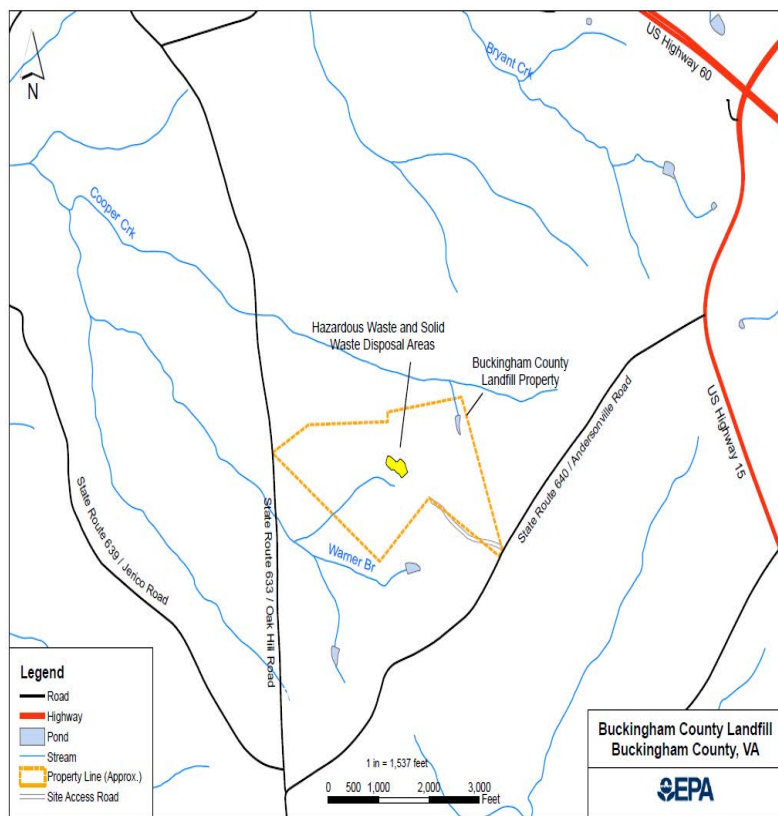 US Highway 60
Bryant Crk
N
Cooper Crk
Hazardous Waste and Solid
Waste Disposal Areas
Buckingham County
Landfill Property
State Route 640 / Andersonville Road
US Highway 15
State Route 639 / Jerico Road
State Route 633 / Oak Hill Road
Warner Br
Legend
Road
Highway
Pond
Stream
Property Line (Approx.)
Site Access Road
1 in = 1,537 feet
0 500 1,000 2,000 3,000
Feet
Buckingham County Landfill
Buckingham County, VA
EPA